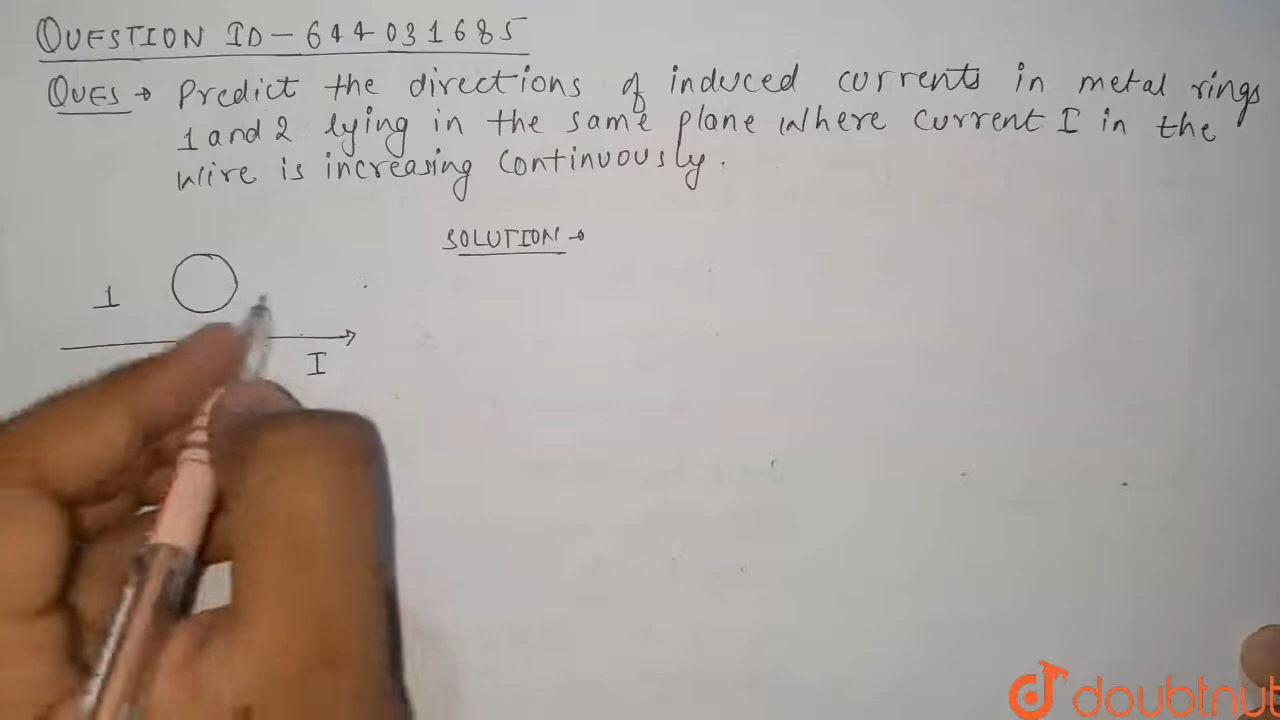 QUESTION ID - 644031685
QUES → Predict the directions of induced currents in metal rings
1 and 2 lying in the same plane where current I in the
wire is increasing continuously.
SOLUTION →
1
I
doubtnut